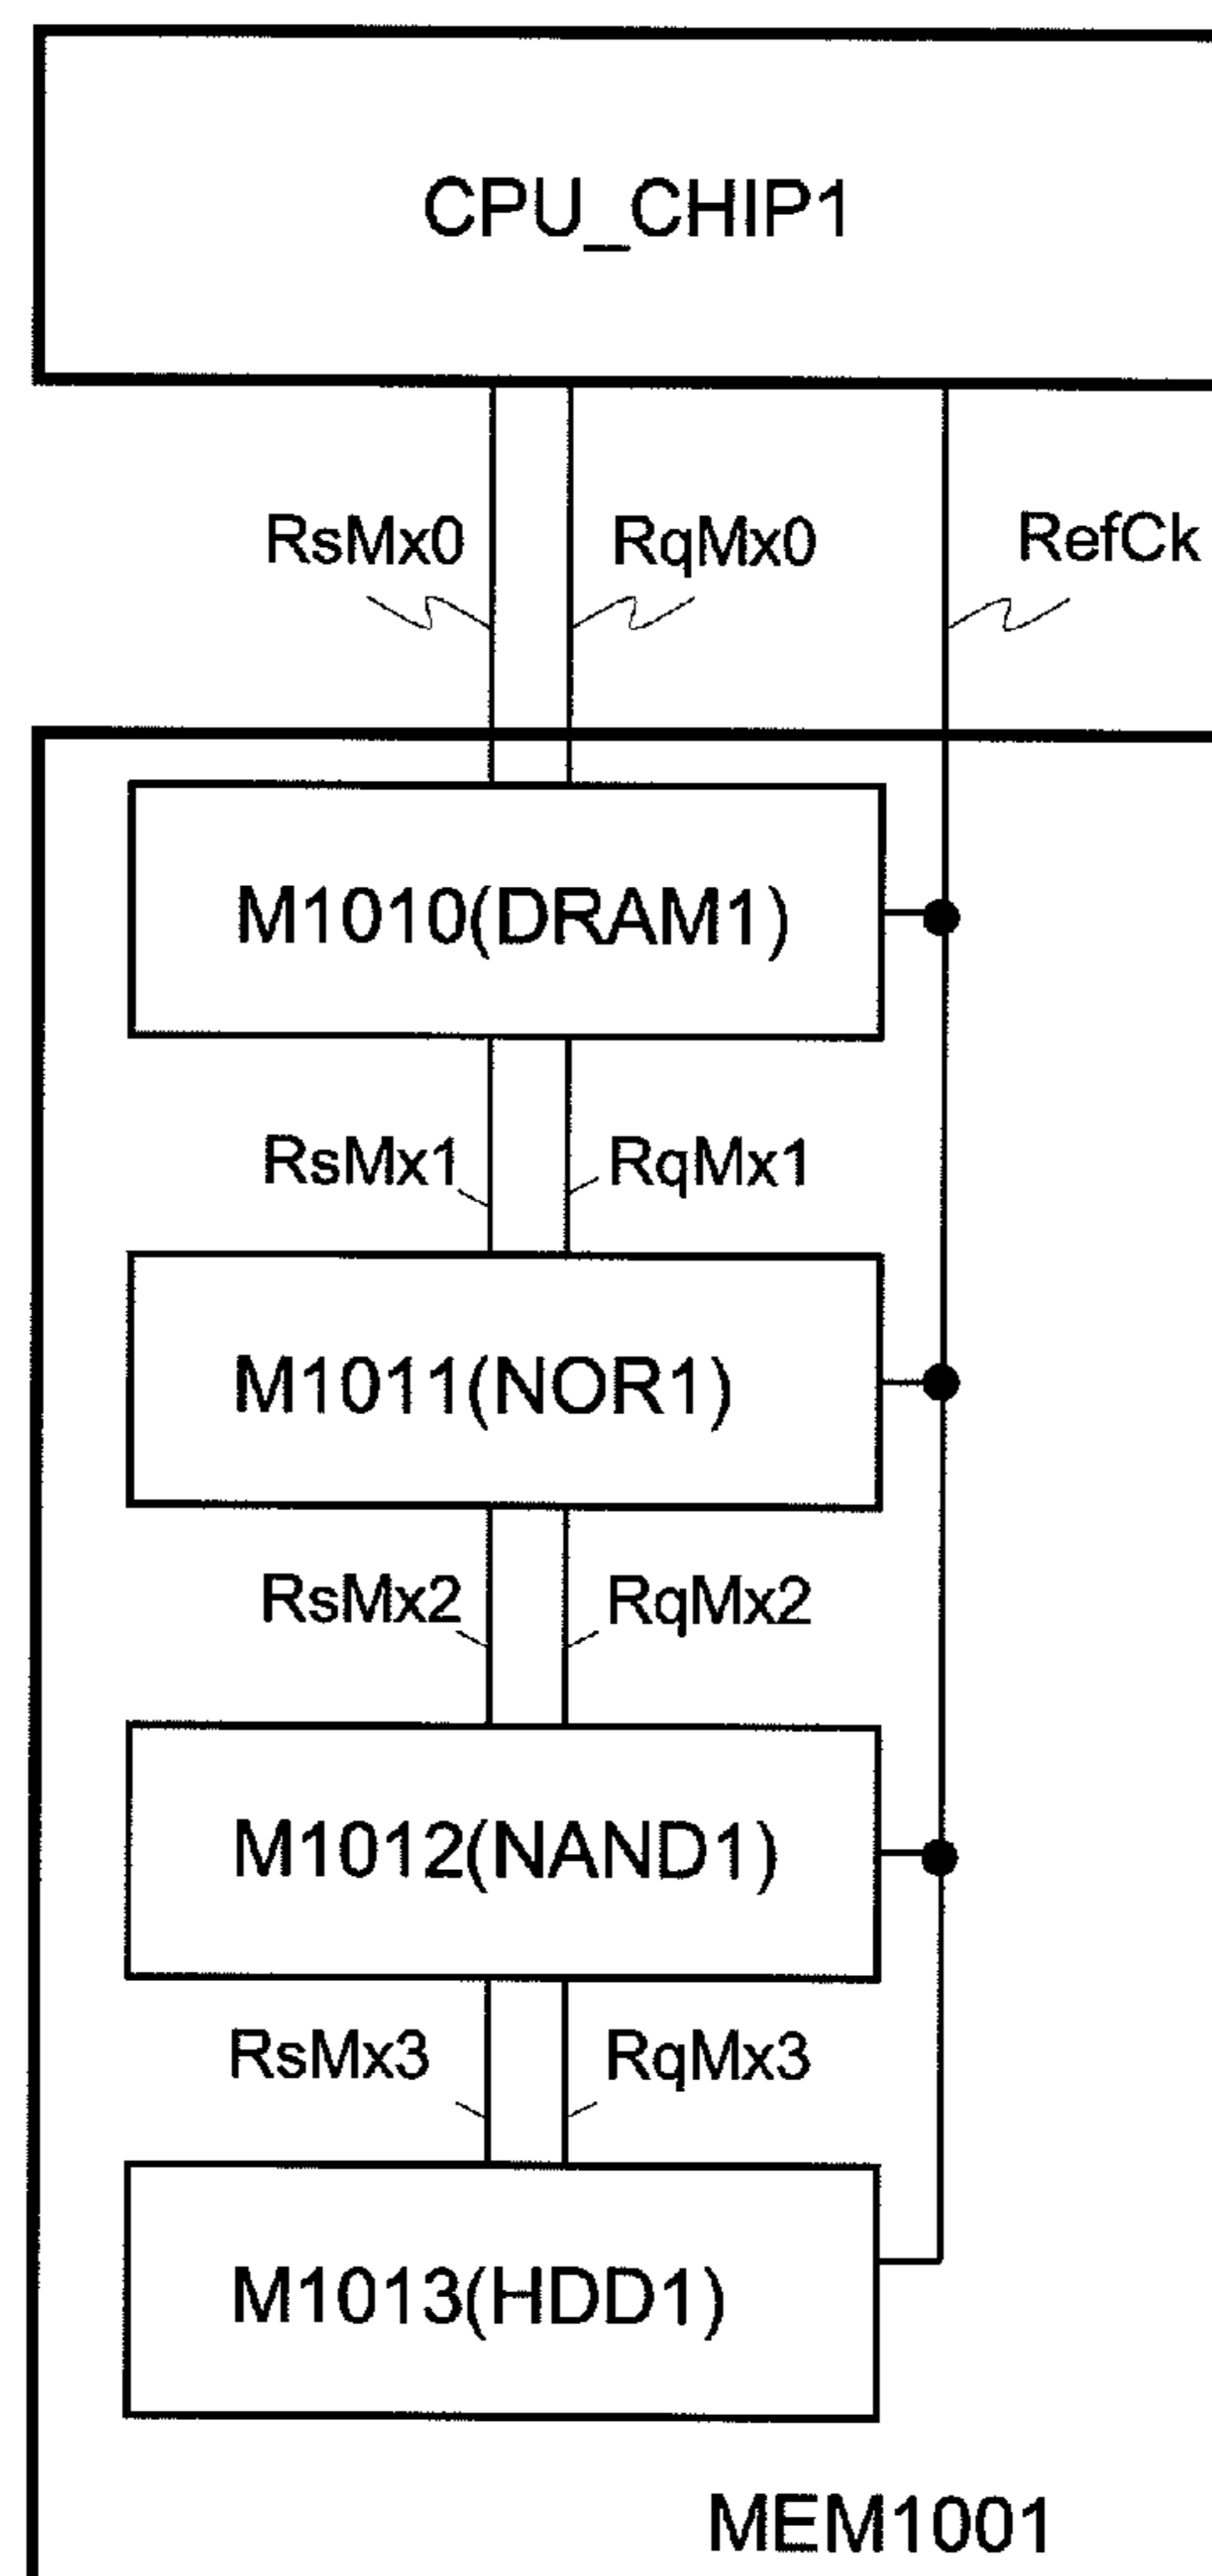 CPU_CHIP1
RsMx0 RqMx0 RefCk
M1010(DRAM1)
RsMx1 RqMx1
M1011(NOR1)
RsMx2 RqMx2
M1012(NAND1)
RsMx3 RqMx3
M1013(HDD1)
MEM1001